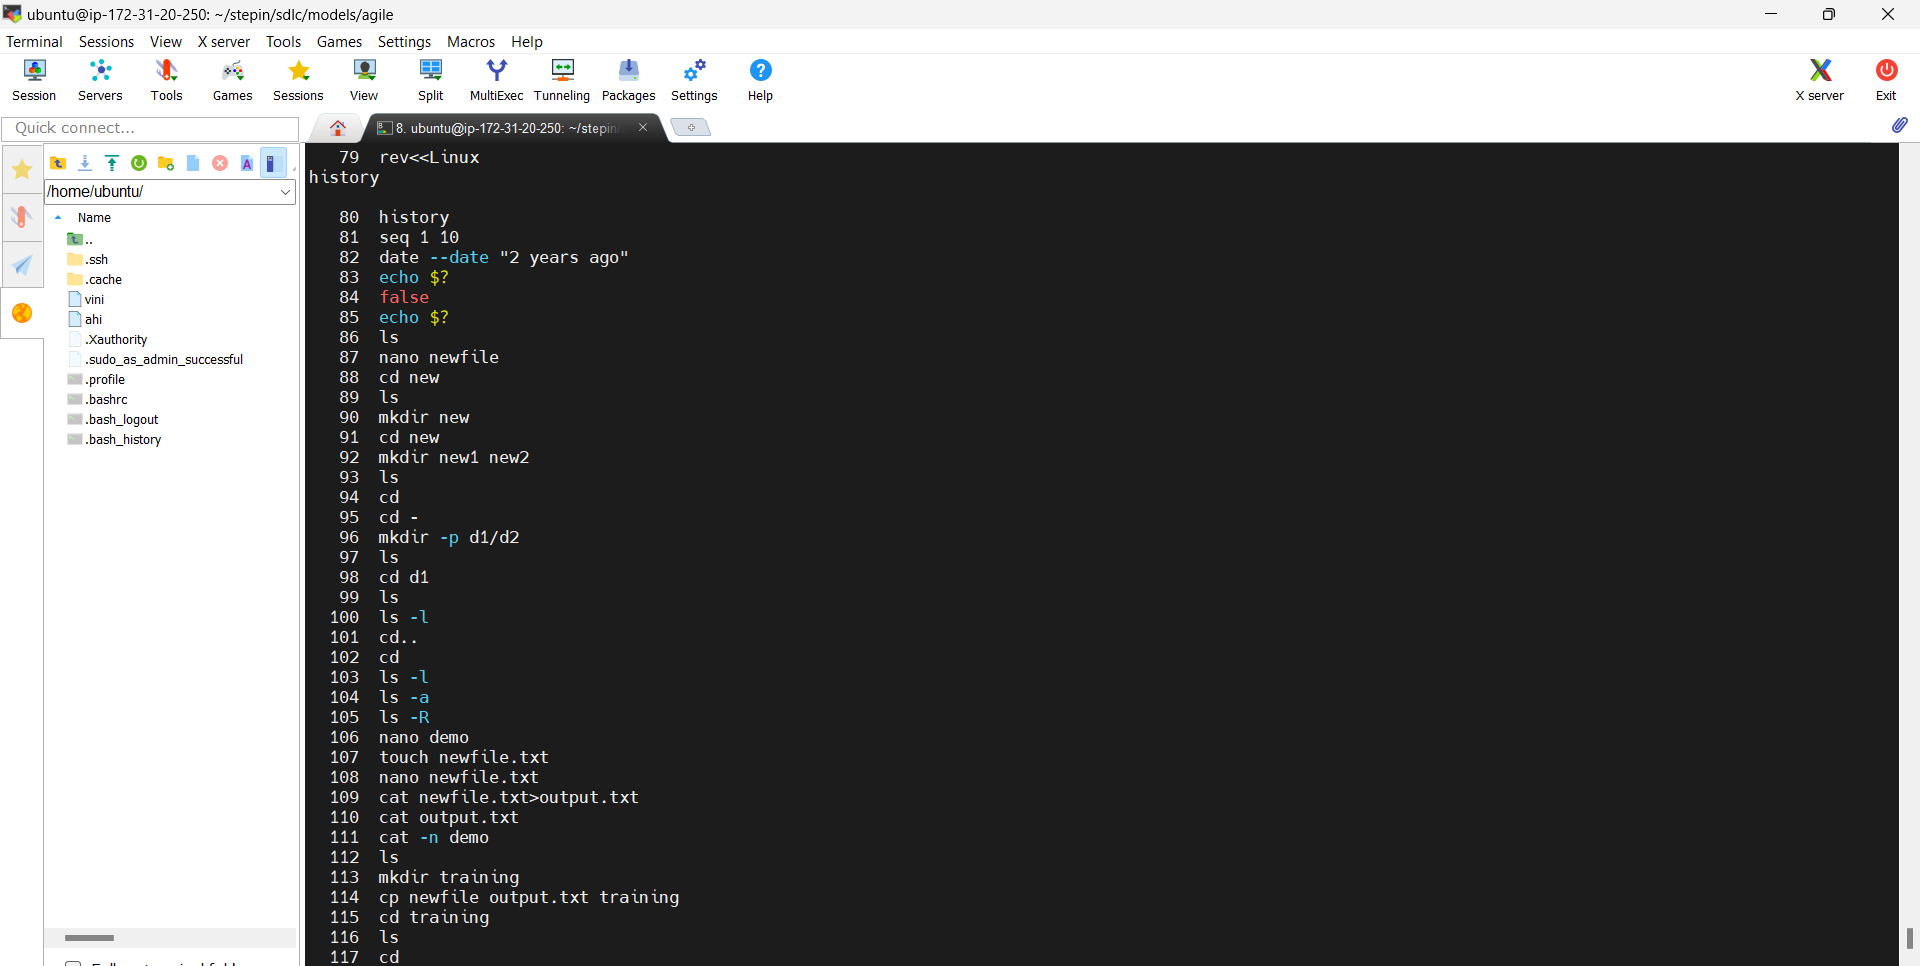 ubuntu@ip-172-31-20-250: ~/stepin/sdlc/models/agile
Terminal Sessions View X server Tools Games Settings Macros Help
Session Servers Tools Games Sessions View Split MultiExec Tunneling Packages Settings Help X server Exit
Quick connect...
8. ubuntu@ip-172-31-20-250: ~/stepin
/home/ubuntu/
Name
..
.ssh
.cache
vini
ahi
.Xauthority
.sudo_as_admin_successful
.profile
.bashrc
.bash_logout
.bash_history
79 rev<<Linux
history
80 history
81 seq 1 10
82 date --date "2 years ago"
83 echo $?
84 false
85 echo $?
86 ls
87 nano newfile
88 cd new
89 ls
90 mkdir new
91 cd new
92 mkdir new1 new2
93 ls
94 cd
95 cd -
96 mkdir -p d1/d2
97 ls
98 cd d1
99 ls
100 ls -l
101 cd..
102 cd
103 ls -l
104 ls -a
105 ls -R
106 nano demo
107 touch newfile.txt
108 nano newfile.txt
109 cat newfile.txt>output.txt
110 cat output.txt
111 cat -n demo
112 ls
113 mkdir training
114 cp newfile output.txt training
115 cd training
116 ls
117 cd